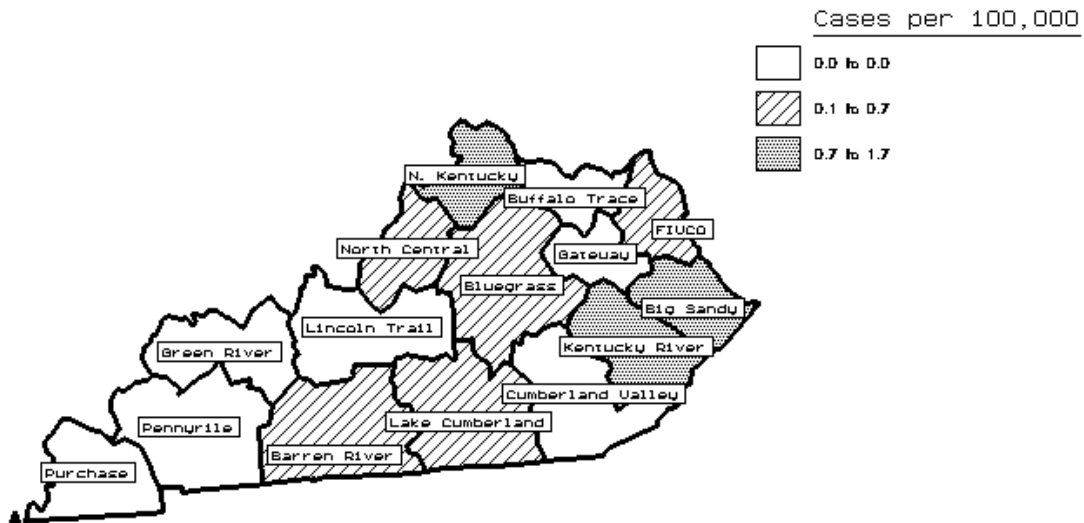 Cases per 100,000
0.0 to 0.0
0.1 to 0.7
0.7 to 1.7
N. Kentucky
Buffalo Trace
FIVCO
North Central
Gateway
Bluegrass
Big Sandy
Lincoln Trail
Kentucky River
Green River
Cumberland Valley
Lake Cumberland
Pennyrile
Barren River
Purchase